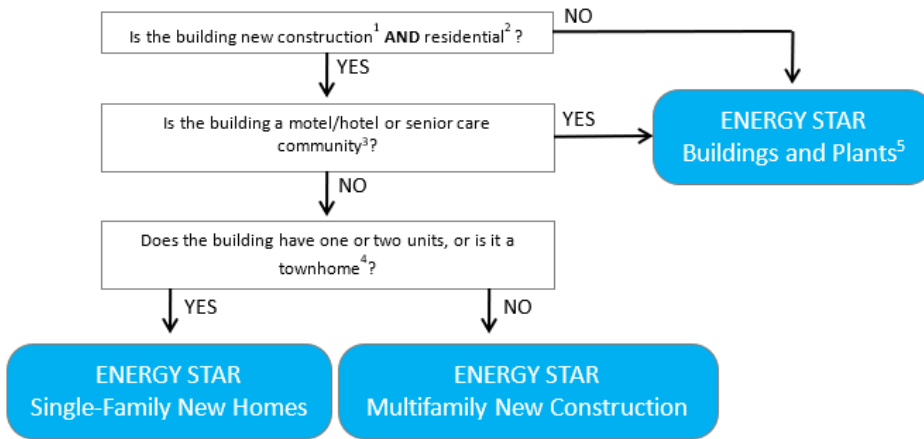 Is the building new construction¹ AND residential² ?
NO
YES
Is the building a motel/hotel or senior care
community³?
YES
ENERGY STAR
Buildings and Plants⁵
NO
Does the building have one or two units, or is it a
townhome⁴?
YES
NO
ENERGY STAR
Single-Family New Homes
ENERGY STAR
Multifamily New Construction